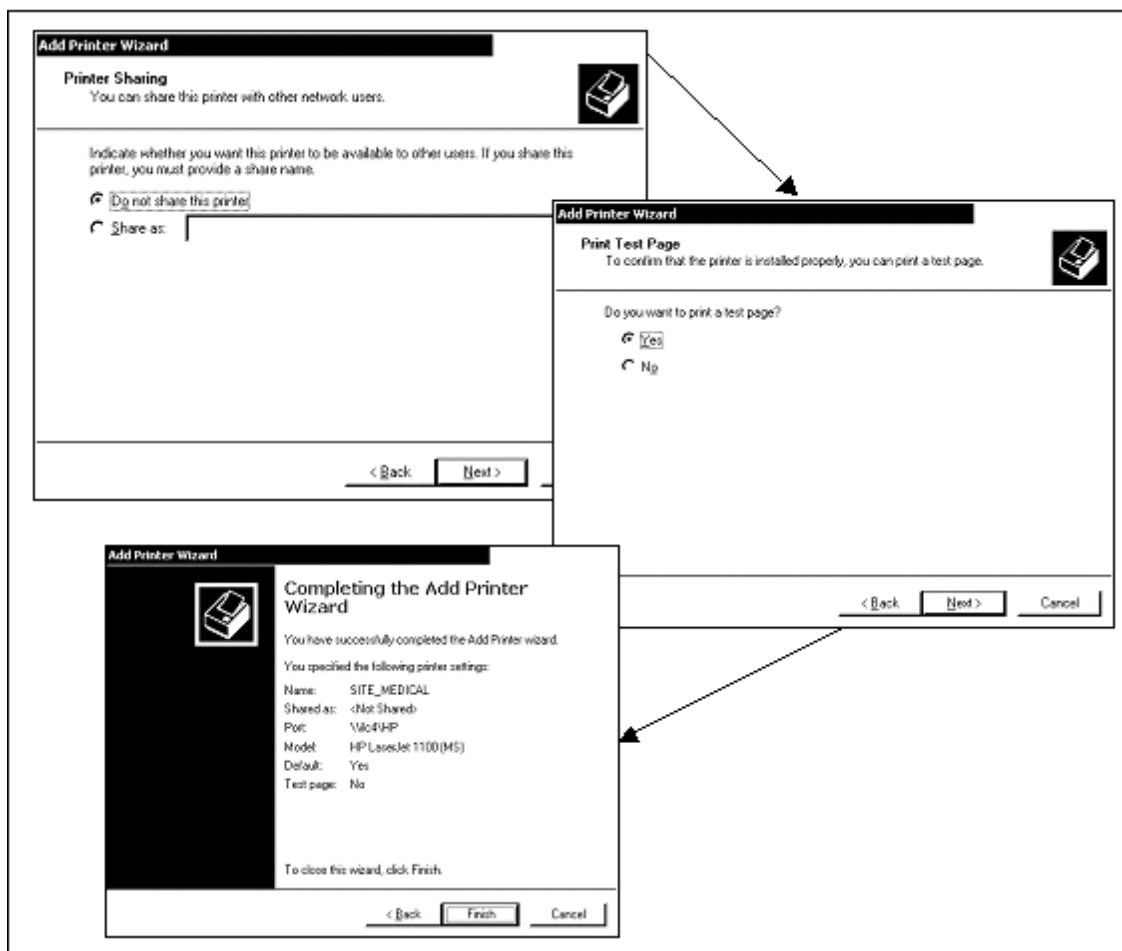 Add Printer Wizard
Printer Sharing
You can share this printer with other network users.
Indicate whether you want this printer to be available to other users. If you share this
printer, you must provide a share name.
Do not share this printer
Share as:
< Back
Next >
Add Printer Wizard
Print Test Page
To confirm that the printer is installed properly, you can print a test page.
Do you want to print a test page?
Yes
No
< Back
Next >
Cancel
Add Printer Wizard
Completing the Add Printer
Wizard
You have successfully completed the Add Printer wizard.
You specified the following printer settings:
Name: SITE_MEDICAL
Shared as: <Not Shared>
Port:
Model: HP LaserJet 1100 (MS)
Default: Yes
Test page: No
To close this wizard, click Finish.
< Back
Finish
Cancel